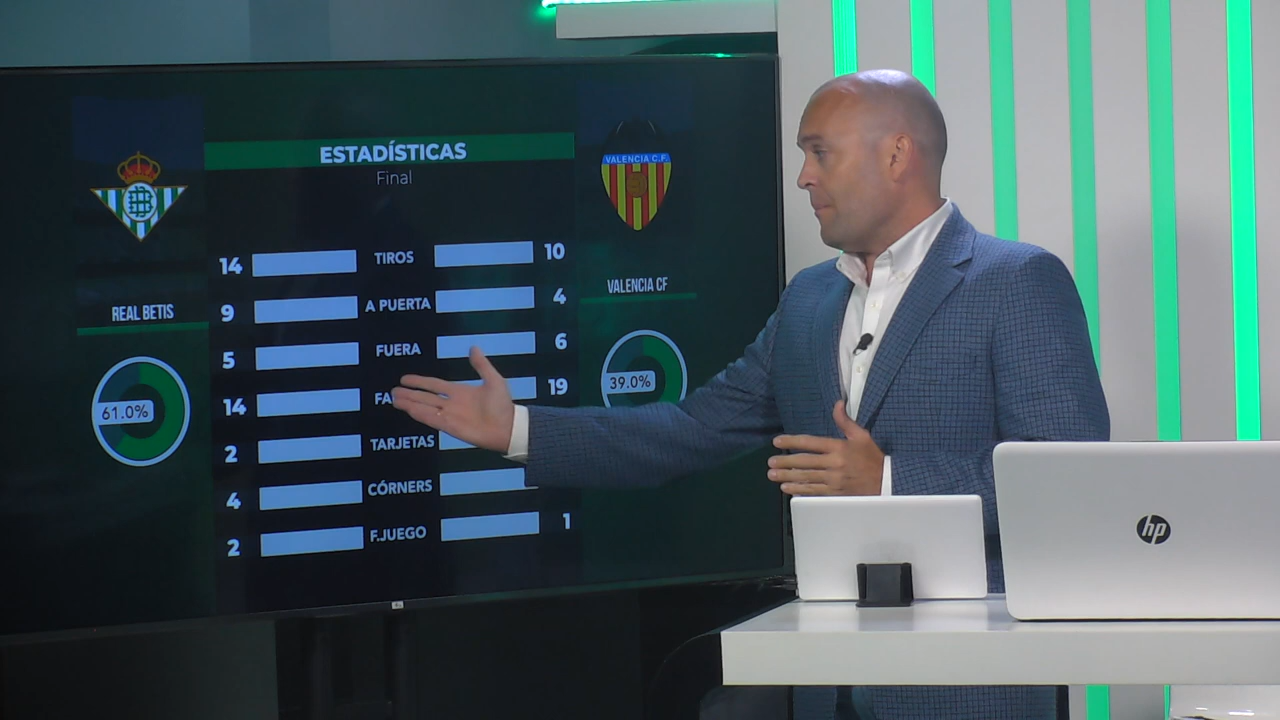 ESTADÍSTICAS
Final
VALENCIA C.F.
14 TIROS 10
REAL BETIS
VALENCIA CF
9 A PUERTA 4
5 FUERA 6
61.0%
39.0%
14 FA 19
2 TARJETAS
4 CÓRNERS
2 F.JUEGO 1
hp